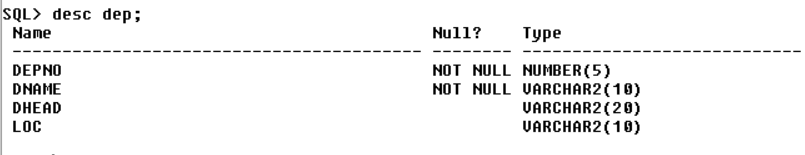 SQL> desc dep;
Name Null? Type
----------------------------------------- -------- ----------------------------
DEPNO NOT NULL NUMBER(5)
DNAME NOT NULL VARCHAR2(10)
DHEAD VARCHAR2(20)
LOC VARCHAR2(10)